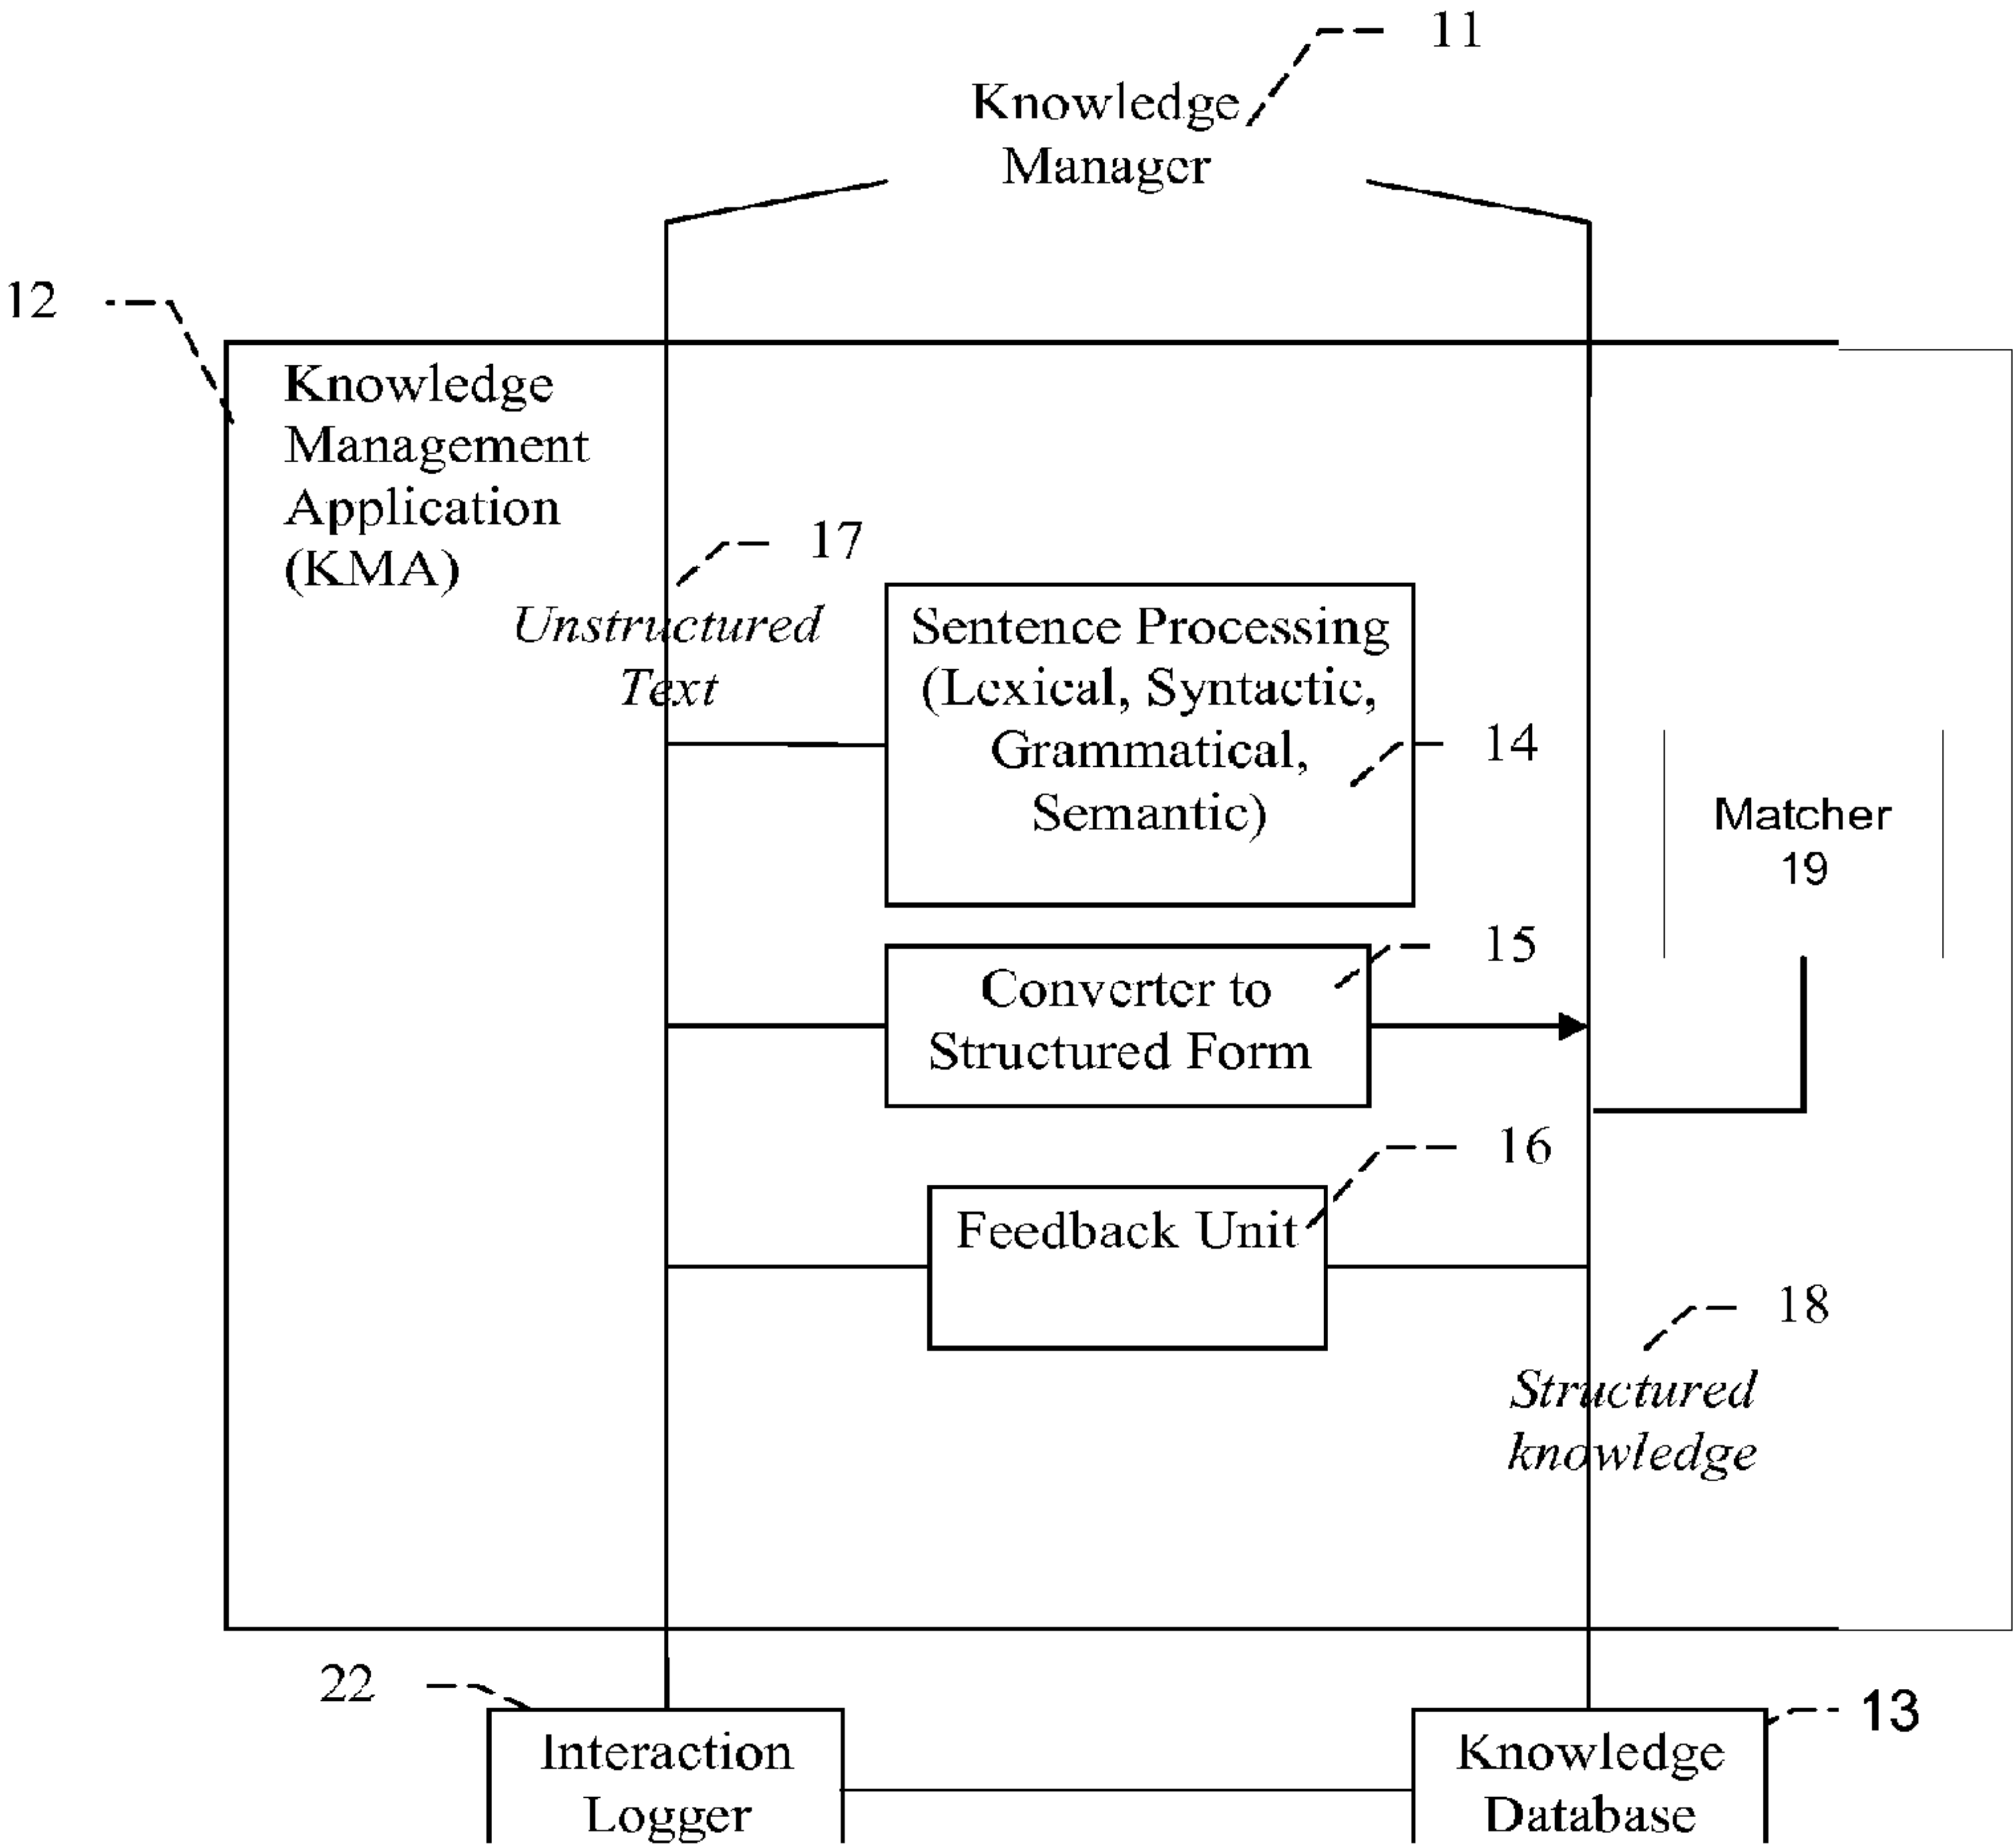 11
Knowledge
Manager
12
Knowledge
Management
Application
(KMA)
17
Unstructured
Text
Sentence Processing
(Lexical, Syntactic,
Grammatical,
Semantic)
14
Matcher
19
15
Converter to
Structured Form
16
Feedback Unit
18
Structured
knowledge
22
Interaction
Logger
13
Knowledge
Database